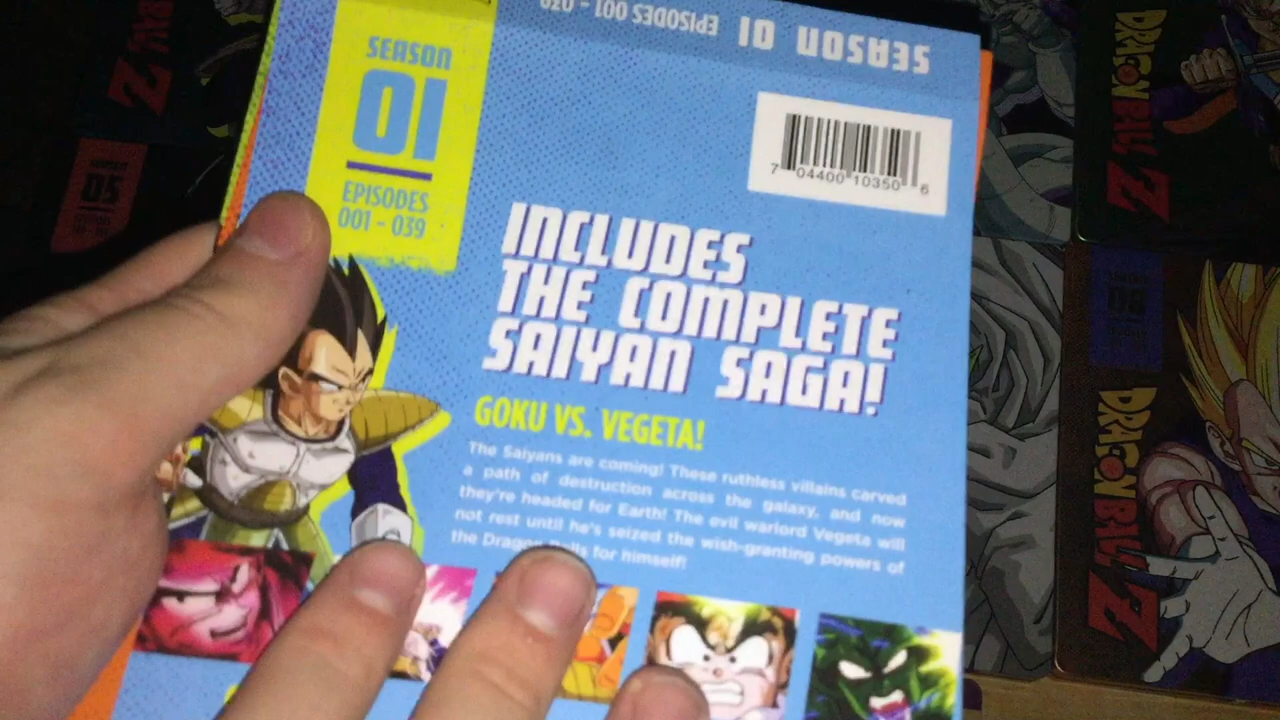 SEASON 01
EPISODES 001 - 039
SEASON
01
EPISODES
001 - 039
7 04400 10350 6
INCLUDES
THE COMPLETE
SAIYAN SAGA!
GOKU VS. VEGETA!
The Saiyans are coming! These ruthless villains carved
a path of destruction across the galaxy, and now
they're headed for Earth! The evil warlord Vegeta will
not rest until he's seized the wish-granting powers of
the Dragon Balls for himself!
DRAGON BALL Z
DRAGON BALL Z
08
05
Z